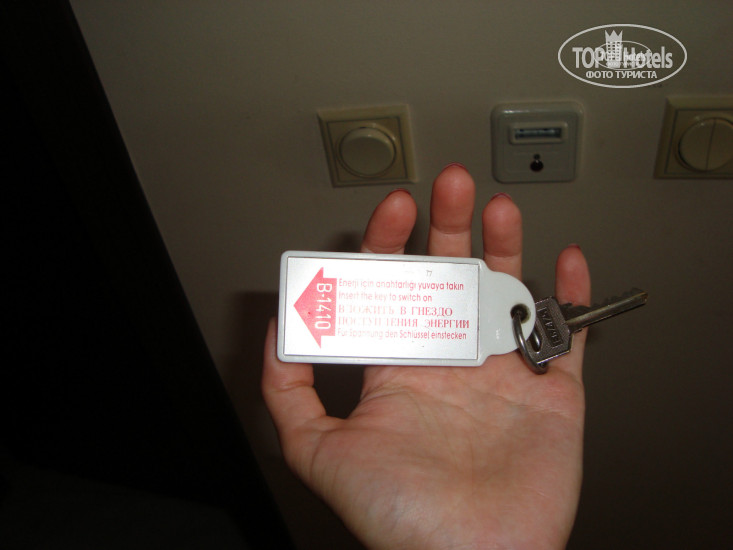 TOP Hotels
ФОТО ТУРИСТА
B-1410
Enerji için anahtarlığı yuvaya takın
Insert the key to switch on
ВЛОЖИТЬ В ГНЕЗДО
ПОСТУПЛЕНИЯ ЭНЕРГИИ
Für Spannung den Schlüssel einstecken